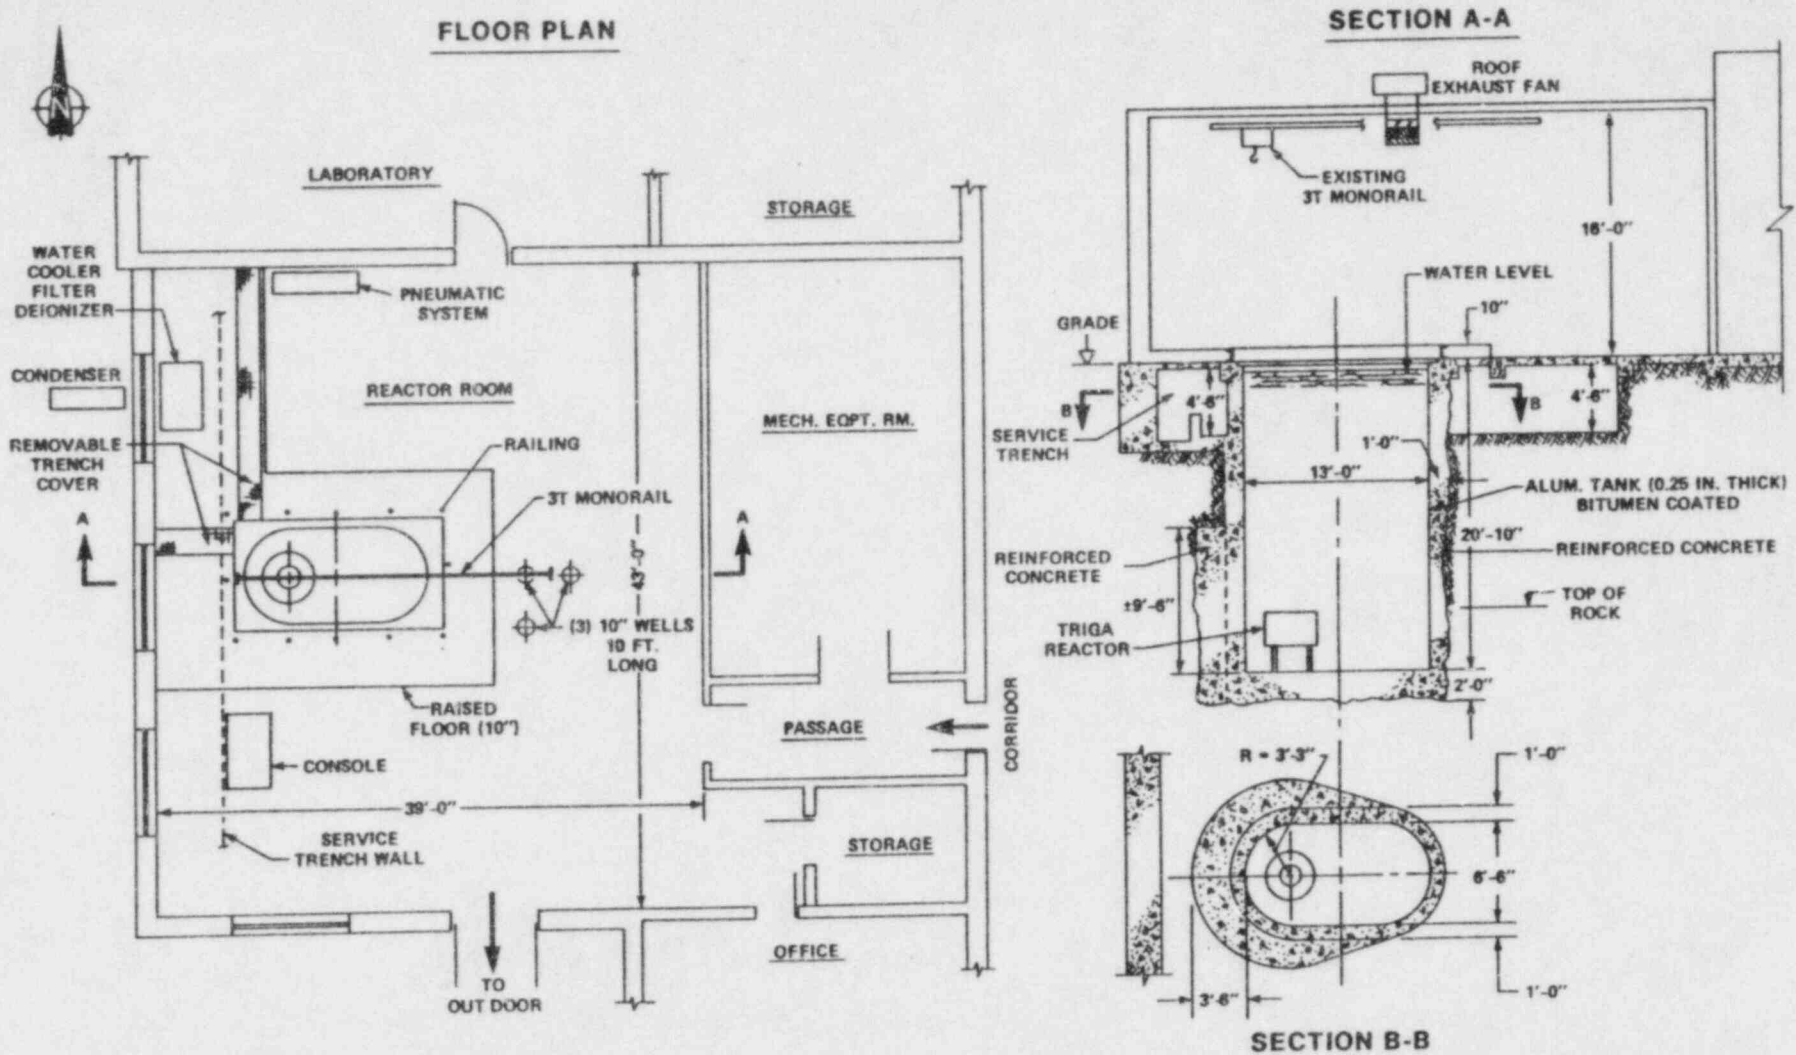 FLOOR PLAN
N
LABORATORY
STORAGE
WATER
COOLER
FILTER
DEIONIZER
PNEUMATIC
SYSTEM
CONDENSER
REACTOR ROOM
MECH. EQPT. RM.
REMOVABLE
TRENCH
COVER
RAILING
3T MONORAIL
A
A
43'-0"
(3) 10" WELLS
10 FT.
LONG
RAISED
FLOOR (10")
PASSAGE
CORRIDOR
CONSOLE
39'-0"
SERVICE
TRENCH WALL
STORAGE
OFFICE
TO
OUT DOOR
SECTION A-A
ROOF
EXHAUST FAN
EXISTING
3T MONORAIL
16'-0"
WATER LEVEL
10"
GRADE
B
4'-6"
B
4'-6"
SERVICE
TRENCH
1'-0"
13'-0"
ALUM. TANK (0.25 IN. THICK)
BITUMEN COATED
20'-10"
REINFORCED
CONCRETE
REINFORCED CONCRETE
±9'-6"
TOP OF
ROCK
TRIGA
REACTOR
2'-0"
R = 3'-3"
1'-0"
6'-6"
1'-0"
3'-6"
SECTION B-B